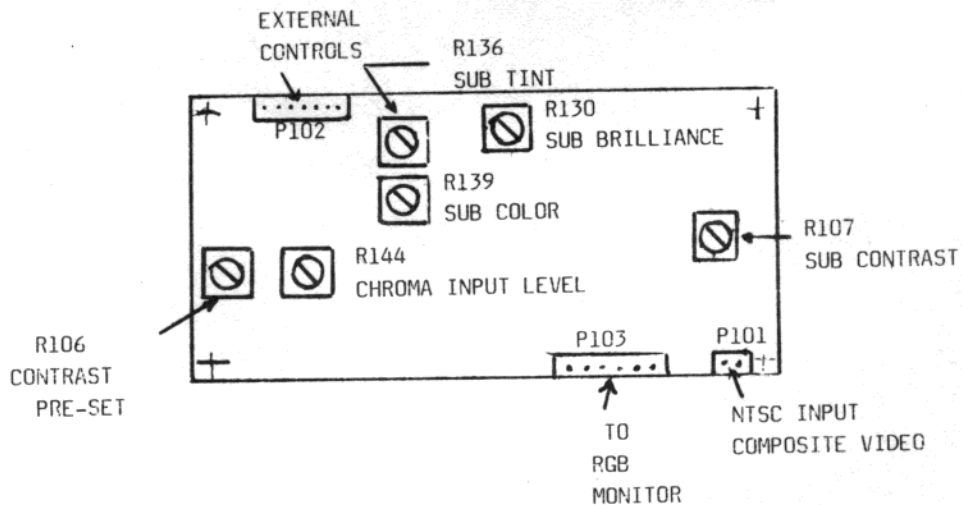 EXTERNAL
CONTROLS
R136
SUB TINT
P102
R130
SUB BRILLIANCE
R139
SUB COLOR
R107
SUB CONTRAST
R144
CHROMA INPUT LEVEL
R106
CONTRAST
PRE-SET
P103
P101
TO
RGB
MONITOR
NTSC INPUT
COMPOSITE VIDEO